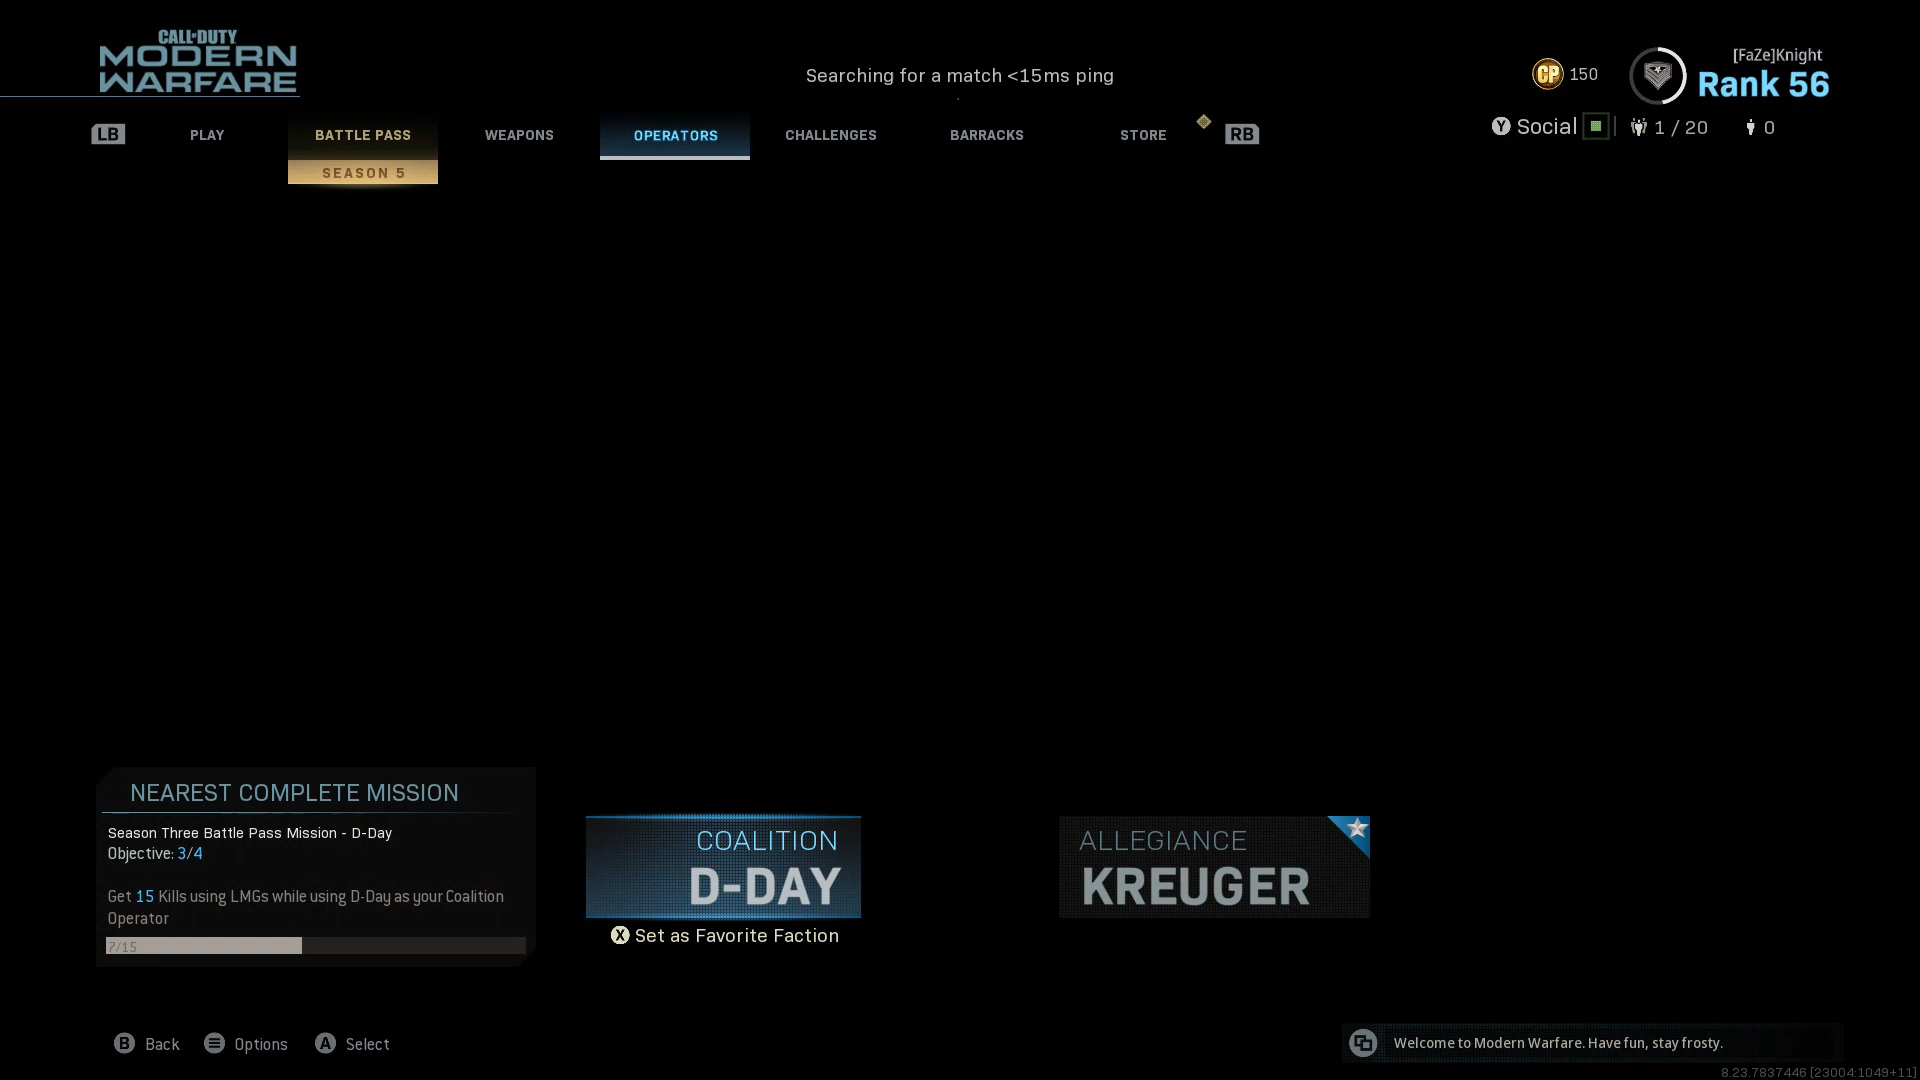 CALL OF DUTY
MODERN
WARFARE
Searching for a match <15ms ping
CP 150
[FaZe]Knight
Rank 56
LB PLAY BATTLE PASS WEAPONS OPERATORS CHALLENGES BARRACKS STORE RB
Y Social 1 / 20 0
SEASON 5
NEAREST COMPLETE MISSION
Season Three Battle Pass Mission - D-Day
Objective: 3/4
Get 15 Kills using LMGs while using D-Day as your Coalition
Operator
7/15
COALITION
D-DAY
X Set as Favorite Faction
ALLEGIANCE
KREUGER
B Back Options A Select
Welcome to Modern Warfare. Have fun, stay frosty.
8.23.7837446 [23004:1049+11]